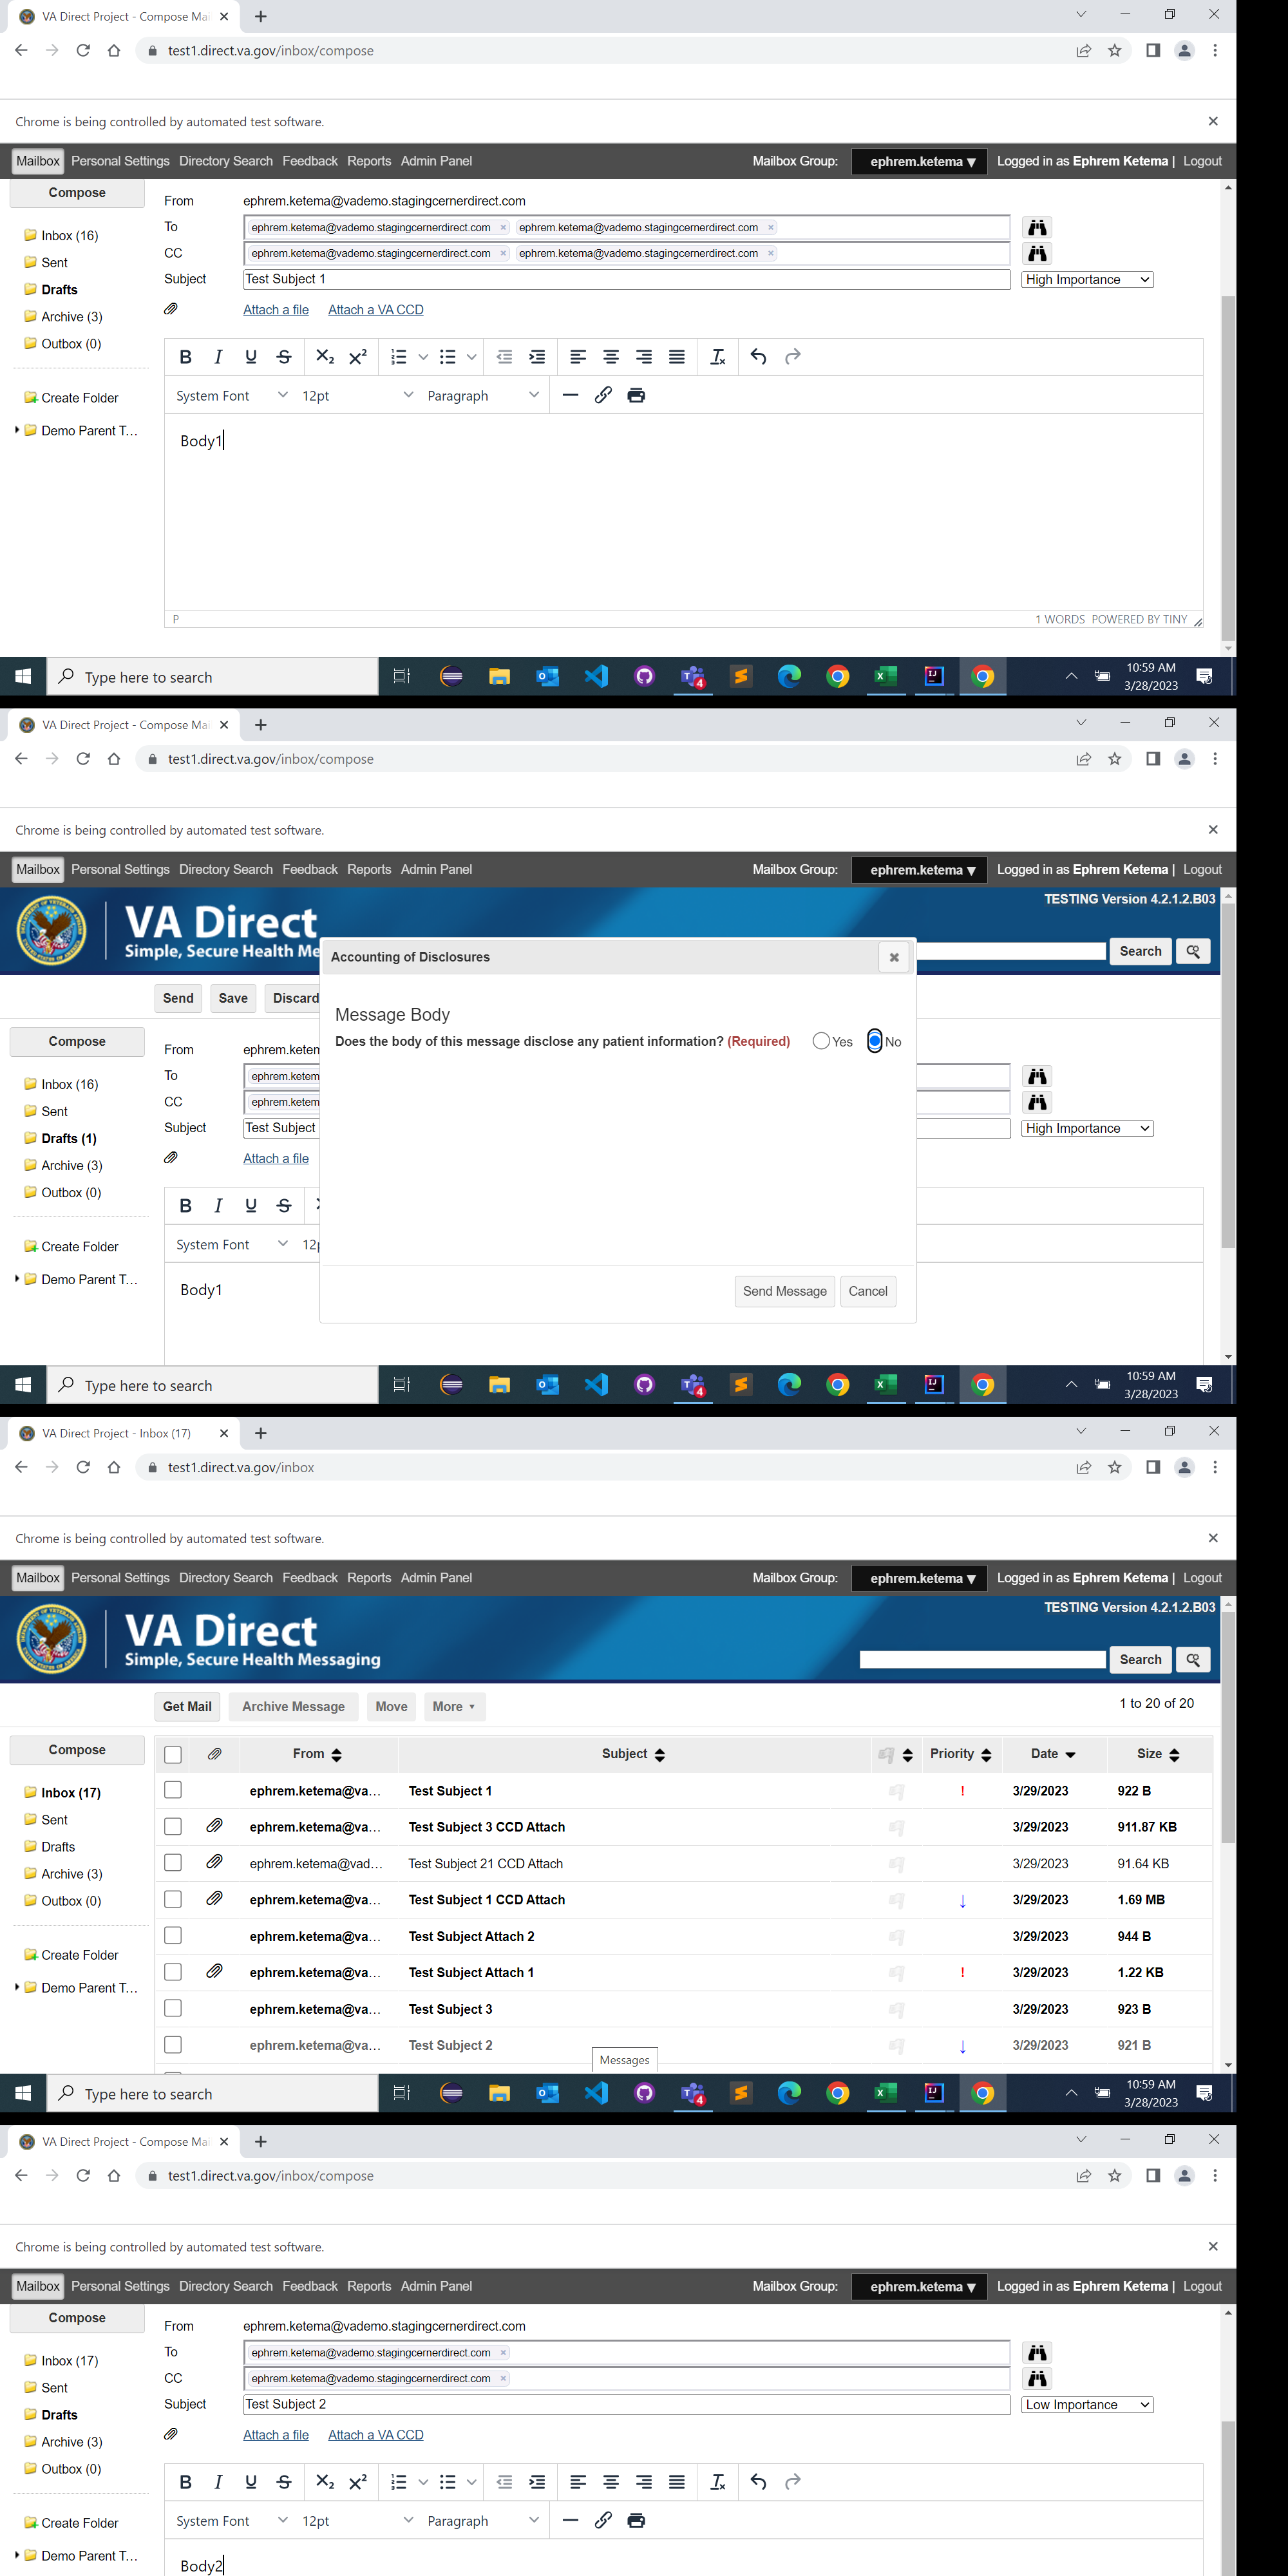 VA Direct Project - Compose Ma
test1.direct.va.gov/inbox/compose
Chrome is being controlled by automated test software.
Mailbox Personal Settings Directory Search Feedback Reports Admin Panel Mailbox Group: ephrem.ketema ▼ Logged in as Ephrem Ketema | Logout
Compose
From ephrem.ketema@vademo.stagingcernerdirect.com
To ephrem.ketema@vademo.stagingcernerdirect.com × ephrem.ketema@vademo.stagingcernerdirect.com ×
CC ephrem.ketema@vademo.stagingcernerdirect.com × ephrem.ketema@vademo.stagingcernerdirect.com ×
Subject Test Subject 1 High Importance
Attach a file Attach a VA CCD
Inbox (16)
Sent
Drafts
Archive (3)
Outbox (0)
Create Folder
Demo Parent T...
B I U S X₂ X²
System Font 12pt Paragraph
Body1
P 1 WORDS POWERED BY TINY
Type here to search
4
10:59 AM
3/28/2023
VA Direct Project - Compose Ma
test1.direct.va.gov/inbox/compose
Chrome is being controlled by automated test software.
Mailbox Personal Settings Directory Search Feedback Reports Admin Panel Mailbox Group: ephrem.ketema ▼ Logged in as Ephrem Ketema | Logout
TESTING Version 4.2.1.2.B03
VA Direct
Simple, Secure Health Me
Search
Accounting of Disclosures
Message Body
Does the body of this message disclose any patient information? (Required) Yes No
Send Message Cancel
Send Save Discard
Compose
From ephrem.ketem
To ephrem.ketem
CC ephrem.ketem
Subject Test Subject High Importance
Attach a file
Inbox (16)
Sent
Drafts (1)
Archive (3)
Outbox (0)
Create Folder
Demo Parent T...
B I U S
System Font 12p
Body1
Type here to search
4
10:59 AM
3/28/2023
VA Direct Project - Inbox (17)
test1.direct.va.gov/inbox
Chrome is being controlled by automated test software.
Mailbox Personal Settings Directory Search Feedback Reports Admin Panel Mailbox Group: ephrem.ketema ▼ Logged in as Ephrem Ketema | Logout
TESTING Version 4.2.1.2.B03
VA Direct
Simple, Secure Health Messaging
Search
Get Mail Archive Message Move More ▼ 1 to 20 of 20
Compose
Inbox (17)
Sent
Drafts
Archive (3)
Outbox (0)
Create Folder
Demo Parent T...
From Subject Priority Date Size
ephrem.ketema@va... Test Subject 1 ! 3/29/2023 922 B
ephrem.ketema@va... Test Subject 3 CCD Attach 3/29/2023 911.87 KB
ephrem.ketema@vad... Test Subject 21 CCD Attach 3/29/2023 91.64 KB
ephrem.ketema@va... Test Subject 1 CCD Attach ↓ 3/29/2023 1.69 MB
ephrem.ketema@va... Test Subject Attach 2 3/29/2023 944 B
ephrem.ketema@va... Test Subject Attach 1 ! 3/29/2023 1.22 KB
ephrem.ketema@va... Test Subject 3 3/29/2023 923 B
ephrem.ketema@va... Test Subject 2 ↓ 3/29/2023 921 B
Messages
Type here to search
4
10:59 AM
3/28/2023
VA Direct Project - Compose Ma
test1.direct.va.gov/inbox/compose
Chrome is being controlled by automated test software.
Mailbox Personal Settings Directory Search Feedback Reports Admin Panel Mailbox Group: ephrem.ketema ▼ Logged in as Ephrem Ketema | Logout
Compose
From ephrem.ketema@vademo.stagingcernerdirect.com
To ephrem.ketema@vademo.stagingcernerdirect.com ×
CC ephrem.ketema@vademo.stagingcernerdirect.com ×
Subject Test Subject 2 Low Importance
Attach a file Attach a VA CCD
Inbox (17)
Sent
Drafts
Archive (3)
Outbox (0)
Create Folder
Demo Parent T...
B I U S X₂ X²
System Font 12pt Paragraph
Body2